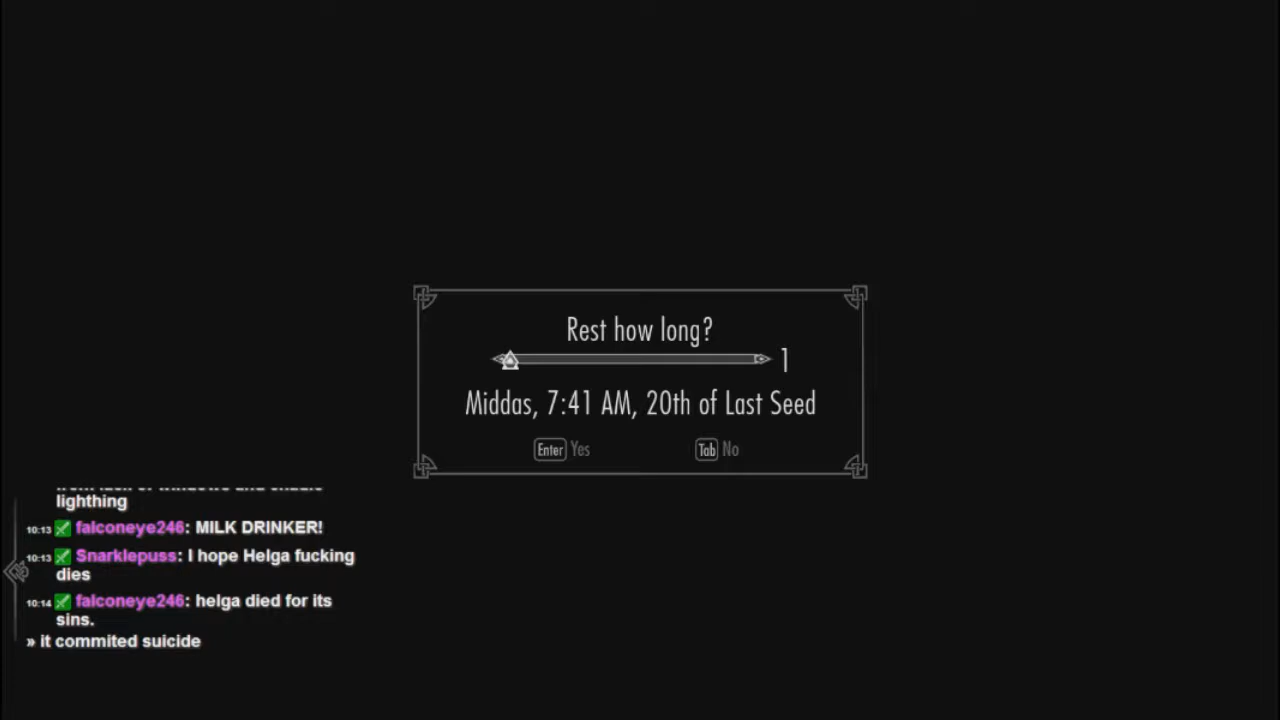 Rest how long?
1
Middas, 7:41 AM, 20th of Last Seed
Enter Yes
Tab No
lighthing
10:13 falconeye246: MILK DRINKER!
10:13 Snarklepuss: I hope Helga fucking
dies
10:14 falconeye246: helga died for its
sins.
» it commited suicide